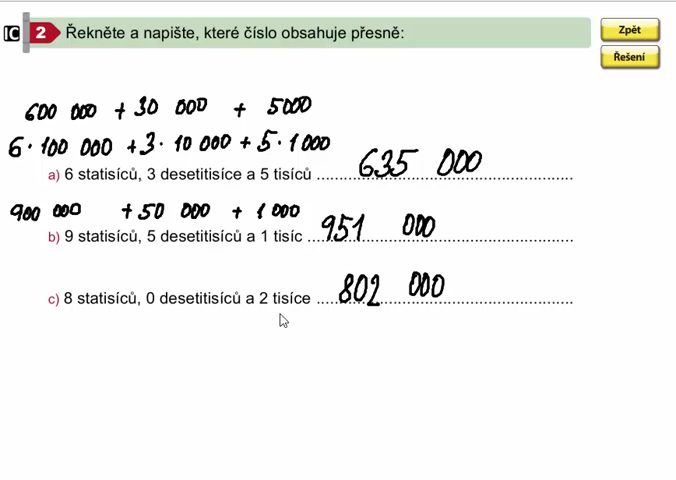 IC 2 Řekněte a napište, které číslo obsahuje přesně: Zpět
Řešení
600 000 + 30 000 + 5000
6 · 100 000 + 3 · 10 000 + 5 · 1 000
a) 6 statisíců, 3 desetitisíce a 5 tisíců ........................ 635 000
900 000 + 50 000 + 1 000
b) 9 statisíců, 5 desetitisíců a 1 tisíc ........................ 951 000
c) 8 statisíců, 0 desetitisíců a 2 tisíce ........................ 802 000